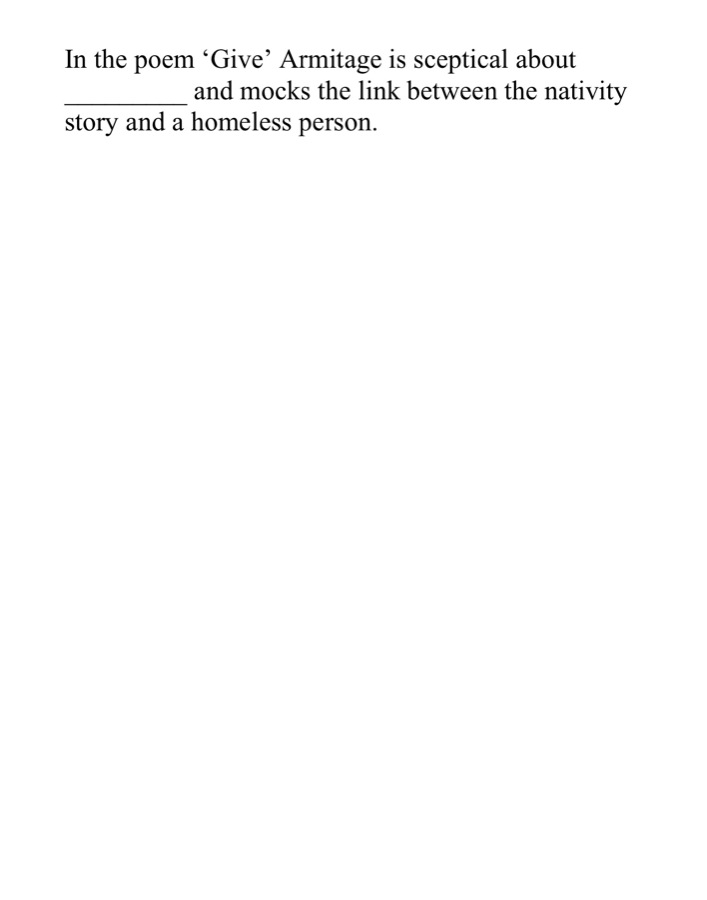 In the poem ‘Give’ Armitage is sceptical about
_________ and mocks the link between the nativity
story and a homeless person.